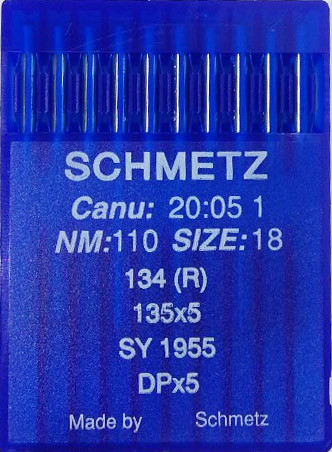 SCHMETZ
Canu: 20:05 1
NM:110 SIZE:18
134 (R)
135x5
SY 1955
DPx5
Made by Schmetz